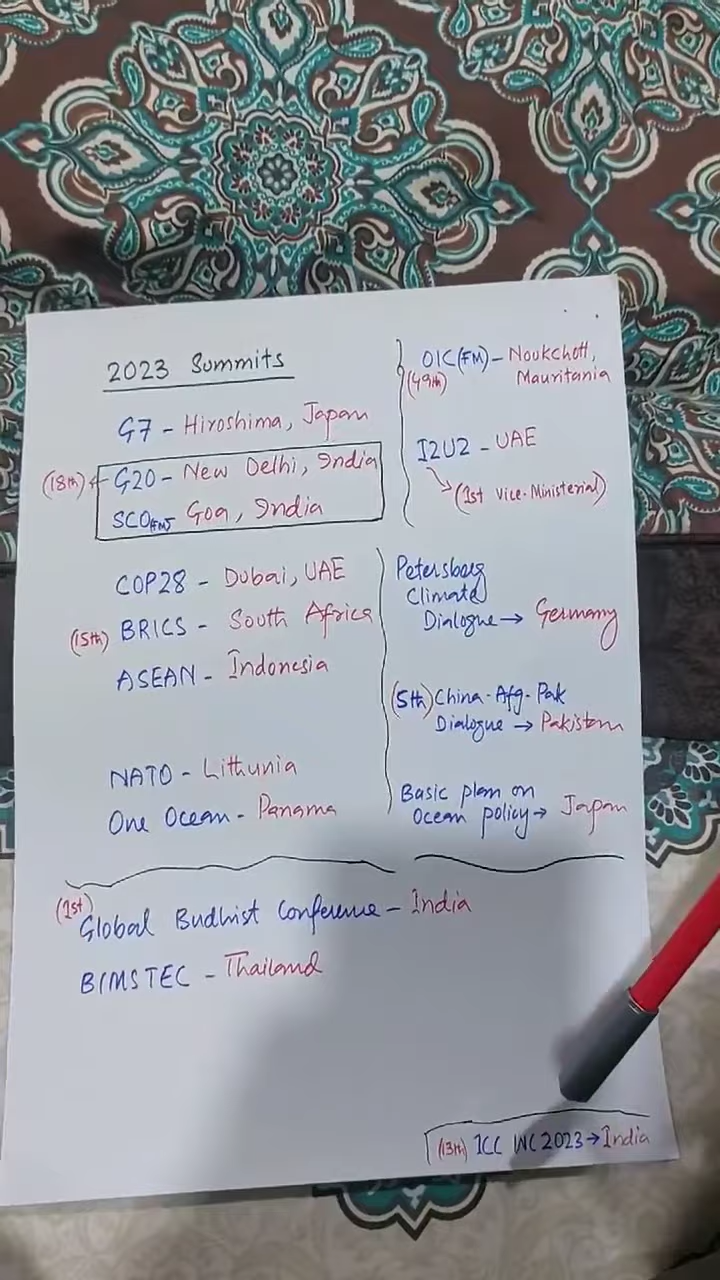 2023 Summits
G7 - Hiroshima, Japan
(18th) G20 - New Delhi, India
SCO(FM) - Goa, India
COP28 - Dubai, UAE
(15th) BRICS - South Africa
ASEAN - Indonesia
NATO - Lithunia
One Ocean - Panama
OIC(FM) - Noukchott,
(49th) Mauritania
I2U2 - UAE
(1st Vice-Ministerial)
Petersberg
Climate
Dialogue → Germany
(5th) China-Afg-Pak
Dialogue → Pakistan
Basic plan on
Ocean policy → Japan
(1st)
Global Budhist Conference - India
BIMSTEC - Thailand
(13th) ICC WC 2023 → India